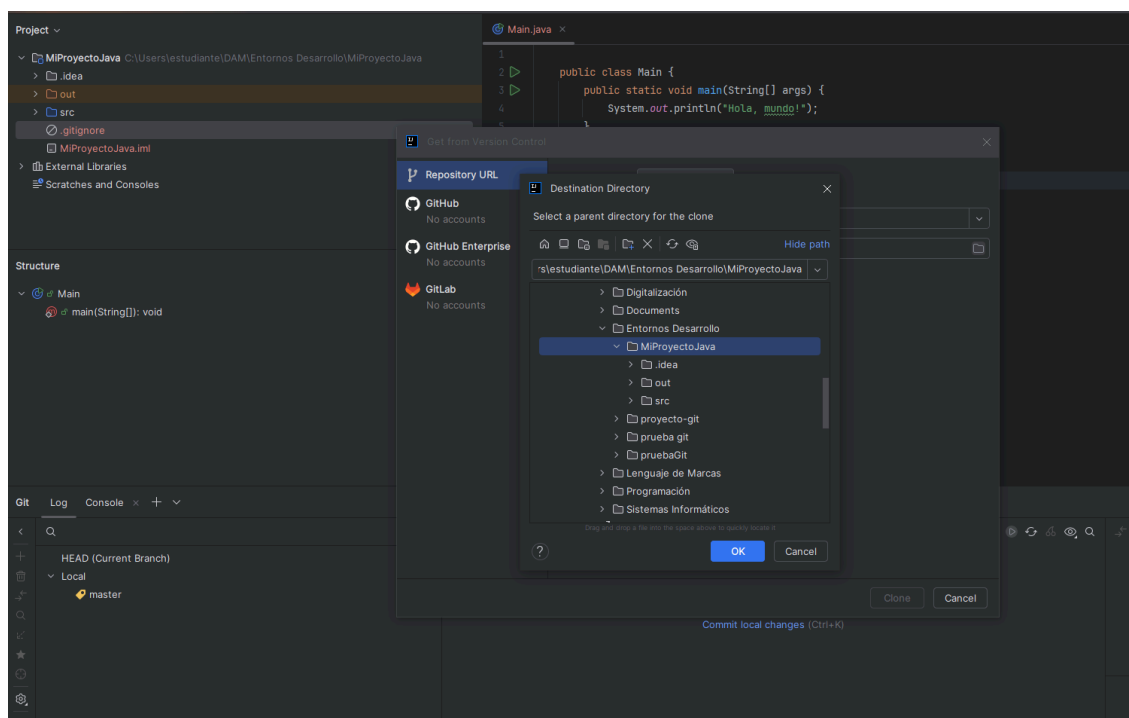 Project
MiProyectoJava C:\Users\estudiante\DAM\Entornos Desarrollo\MiProyectoJava
.idea
out
src
.gitignore
MiProyectoJava.iml
External Libraries
Scratches and Consoles
Structure
Main
main(String[]): void
Main.java
1
2 public class Main {
3 public static void main(String[] args) {
4 System.out.println("Hola, mundo!");
5 }
Get from Version Control
Repository URL
GitHub
No accounts
GitHub Enterprise
No accounts
GitLab
No accounts
Destination Directory
Select a parent directory for the clone
Hide path
rs\estudiante\DAM\Entornos Desarrollo\MiProyectoJava
Digitalización
Documents
Entornos Desarrollo
MiProyectoJava
.idea
out
src
proyecto-git
prueba git
pruebaGit
Lenguaje de Marcas
Programación
Sistemas Informáticos
Drag and drop a file into the space above to quickly locate it
? OK Cancel
Clone Cancel
Git Log Console
HEAD (Current Branch)
Local
master
Commit local changes (Ctrl+K)